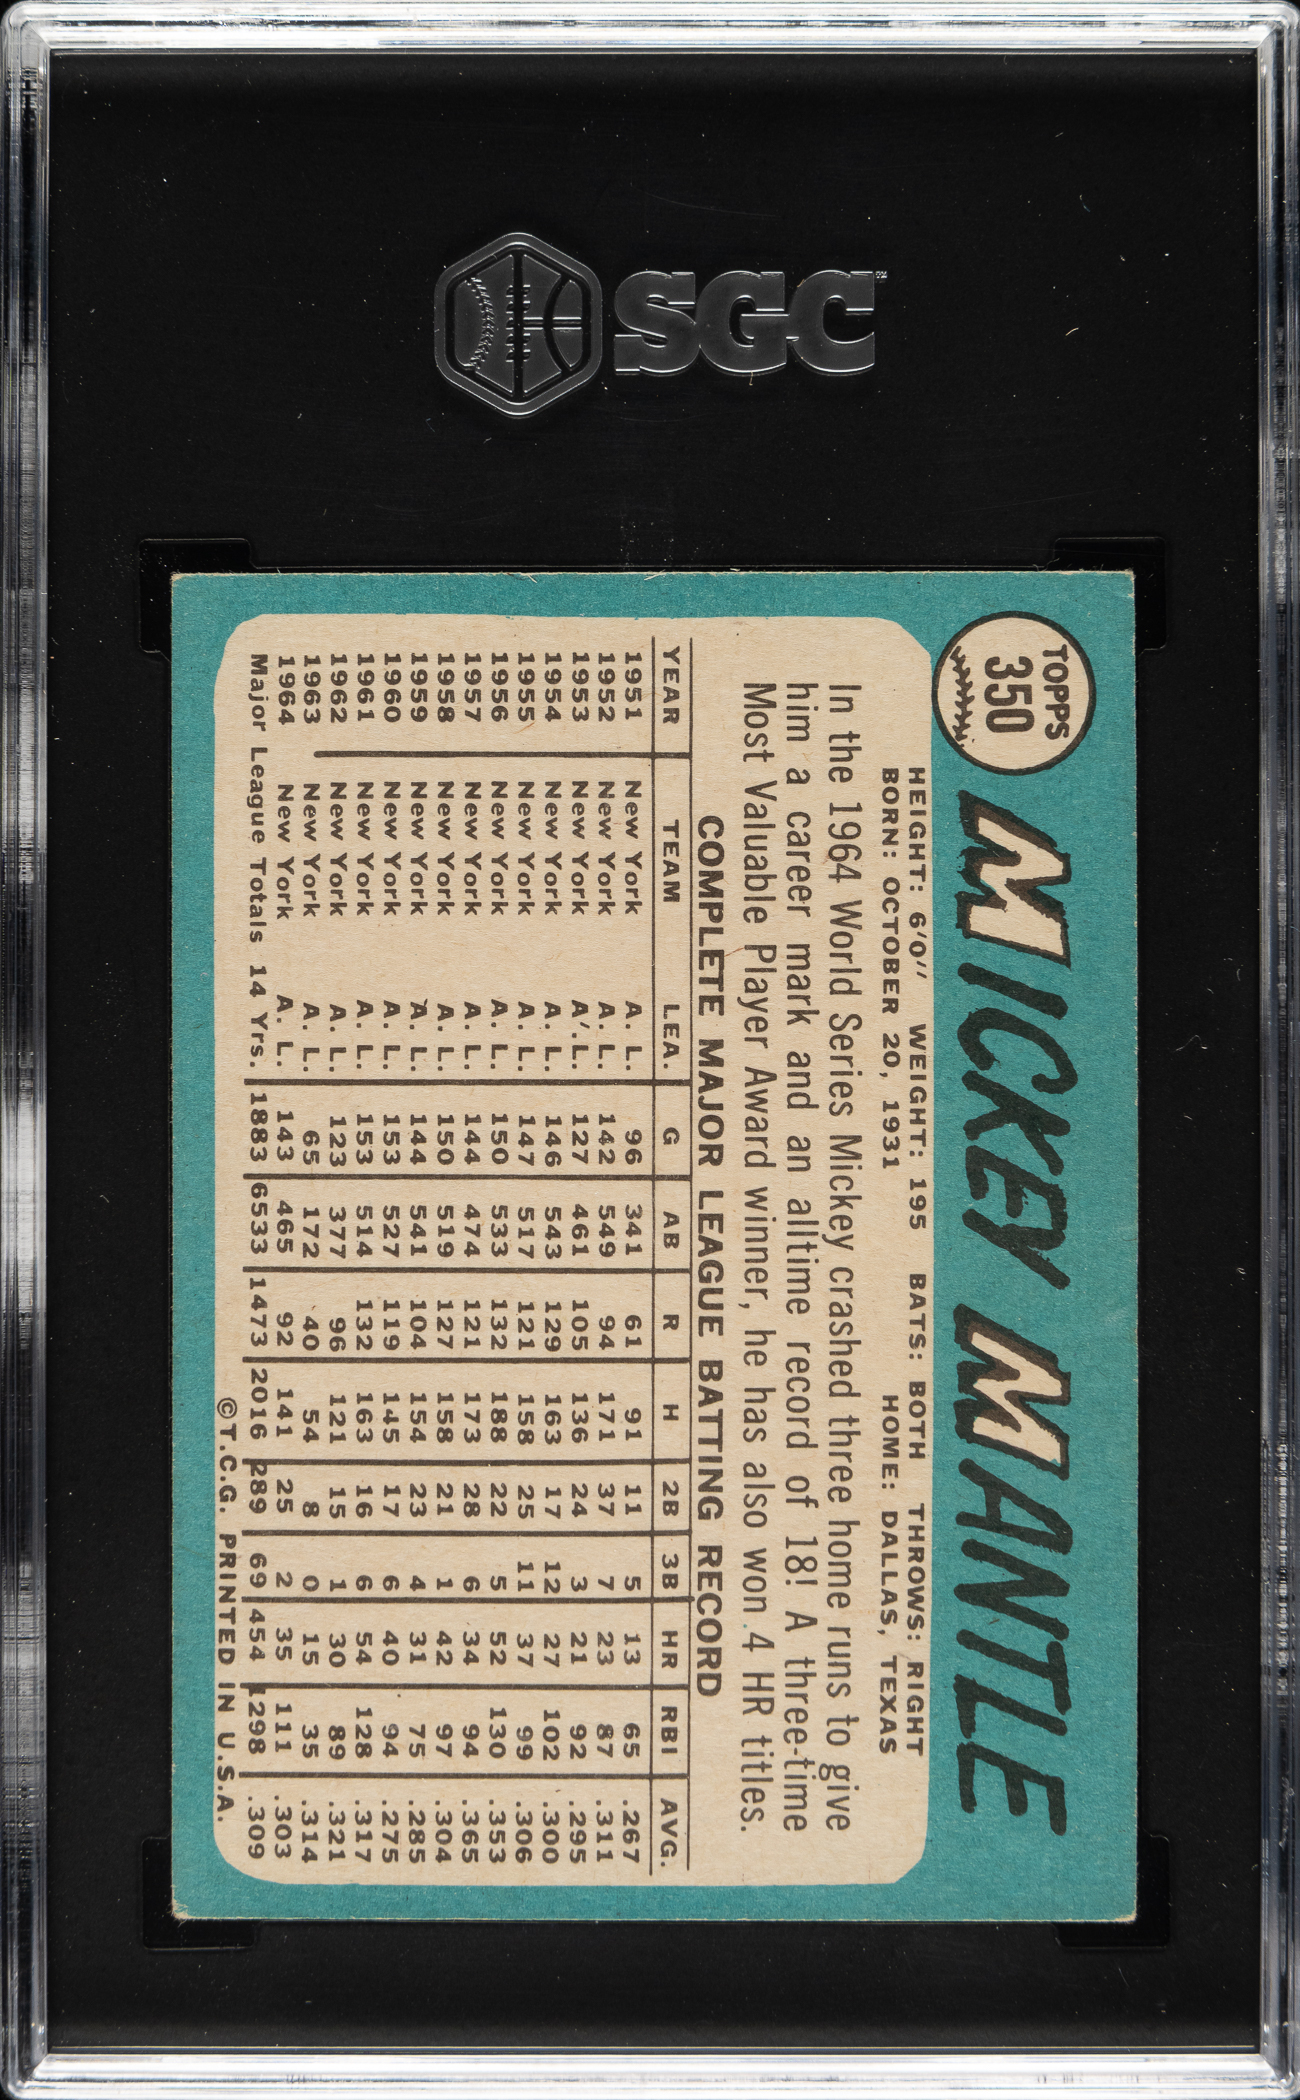 SGC
TOPPS
350
MICKEY MANTLE
HEIGHT: 6'0'' WEIGHT: 195 BATS: BOTH THROWS: RIGHT
BORN: OCTOBER 20, 1931 HOME: DALLAS, TEXAS
In the 1964 World Series Mickey crashed three home runs to give
him a career mark and an alltime record of 18! A three-time
Most Valuable Player Award winner, he has also won 4 HR titles.
COMPLETE MAJOR LEAGUE BATTING RECORD
YEAR TEAM LEA. G AB R H 2B 3B HR RBI AVG.
1951 New York A. L. 96 341 61 91 11 5 13 65 .267
1952 New York A. L. 142 549 94 171 37 7 23 87 .311
1953 New York A. L. 127 461 105 136 24 3 21 92 .295
1954 New York A. L. 146 543 129 163 17 12 27 102 .300
1955 New York A. L. 147 517 121 158 25 11 37 99 .306
1956 New York A. L. 150 533 132 188 22 5 52 130 .353
1957 New York A. L. 144 474 121 173 28 6 34 94 .365
1958 New York A. L. 150 519 127 158 21 1 42 97 .304
1959 New York A. L. 144 541 104 154 23 4 31 75 .285
1960 New York A. L. 153 527 119 145 17 6 40 94 .275
1961 New York A. L. 153 514 132 163 16 6 54 128 .317
1962 New York A. L. 123 377 96 121 15 1 30 89 .321
1963 New York A. L. 65 172 40 54 8 0 15 35 .314
1964 New York A. L. 143 465 92 141 25 2 35 111 .303
Major League Totals 14 Yrs. 1883 6533 1473 2016 289 69 454 1298 .309
©T.C.G. PRINTED IN U.S.A.